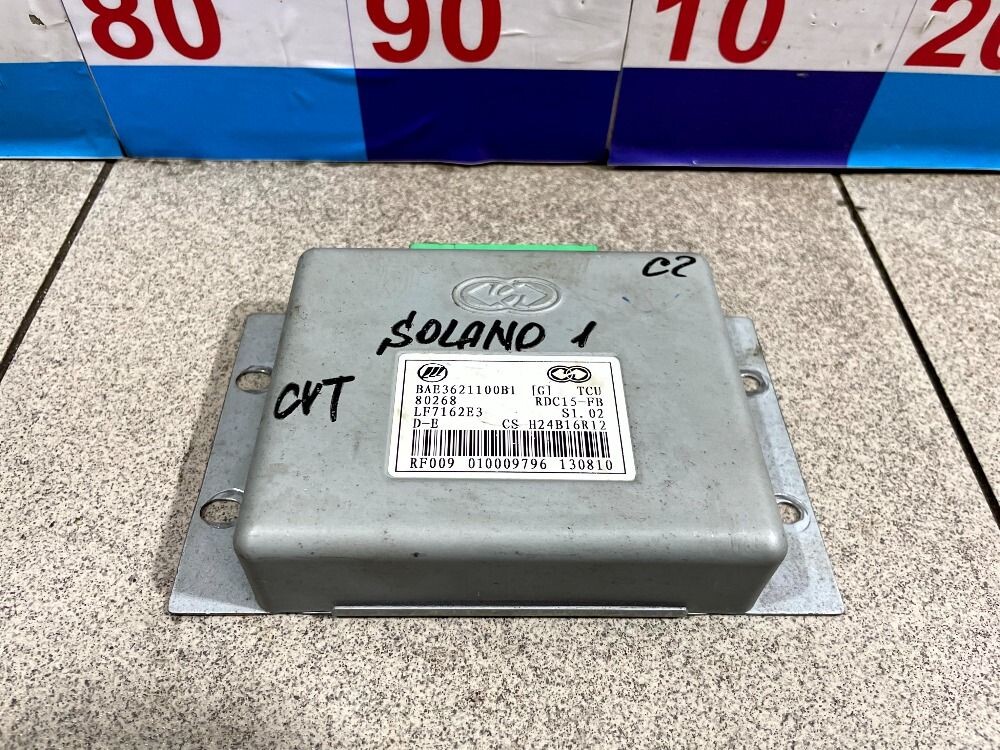 80 90 10 20
C2
SOLANO 1
CVT
BAE3621100B1 [G] TCU
80268 RDC15-FB
LF7162E3 S1.02
D-E CS H24B16R12
RF009 010009796 130810